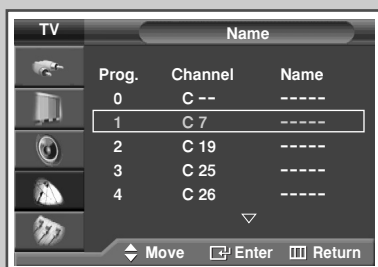 TV Name
Prog. Channel Name
0 C -- -----
1 C 7 -----
2 C 19 -----
3 C 25 -----
4 C 26 -----
Move Enter Return